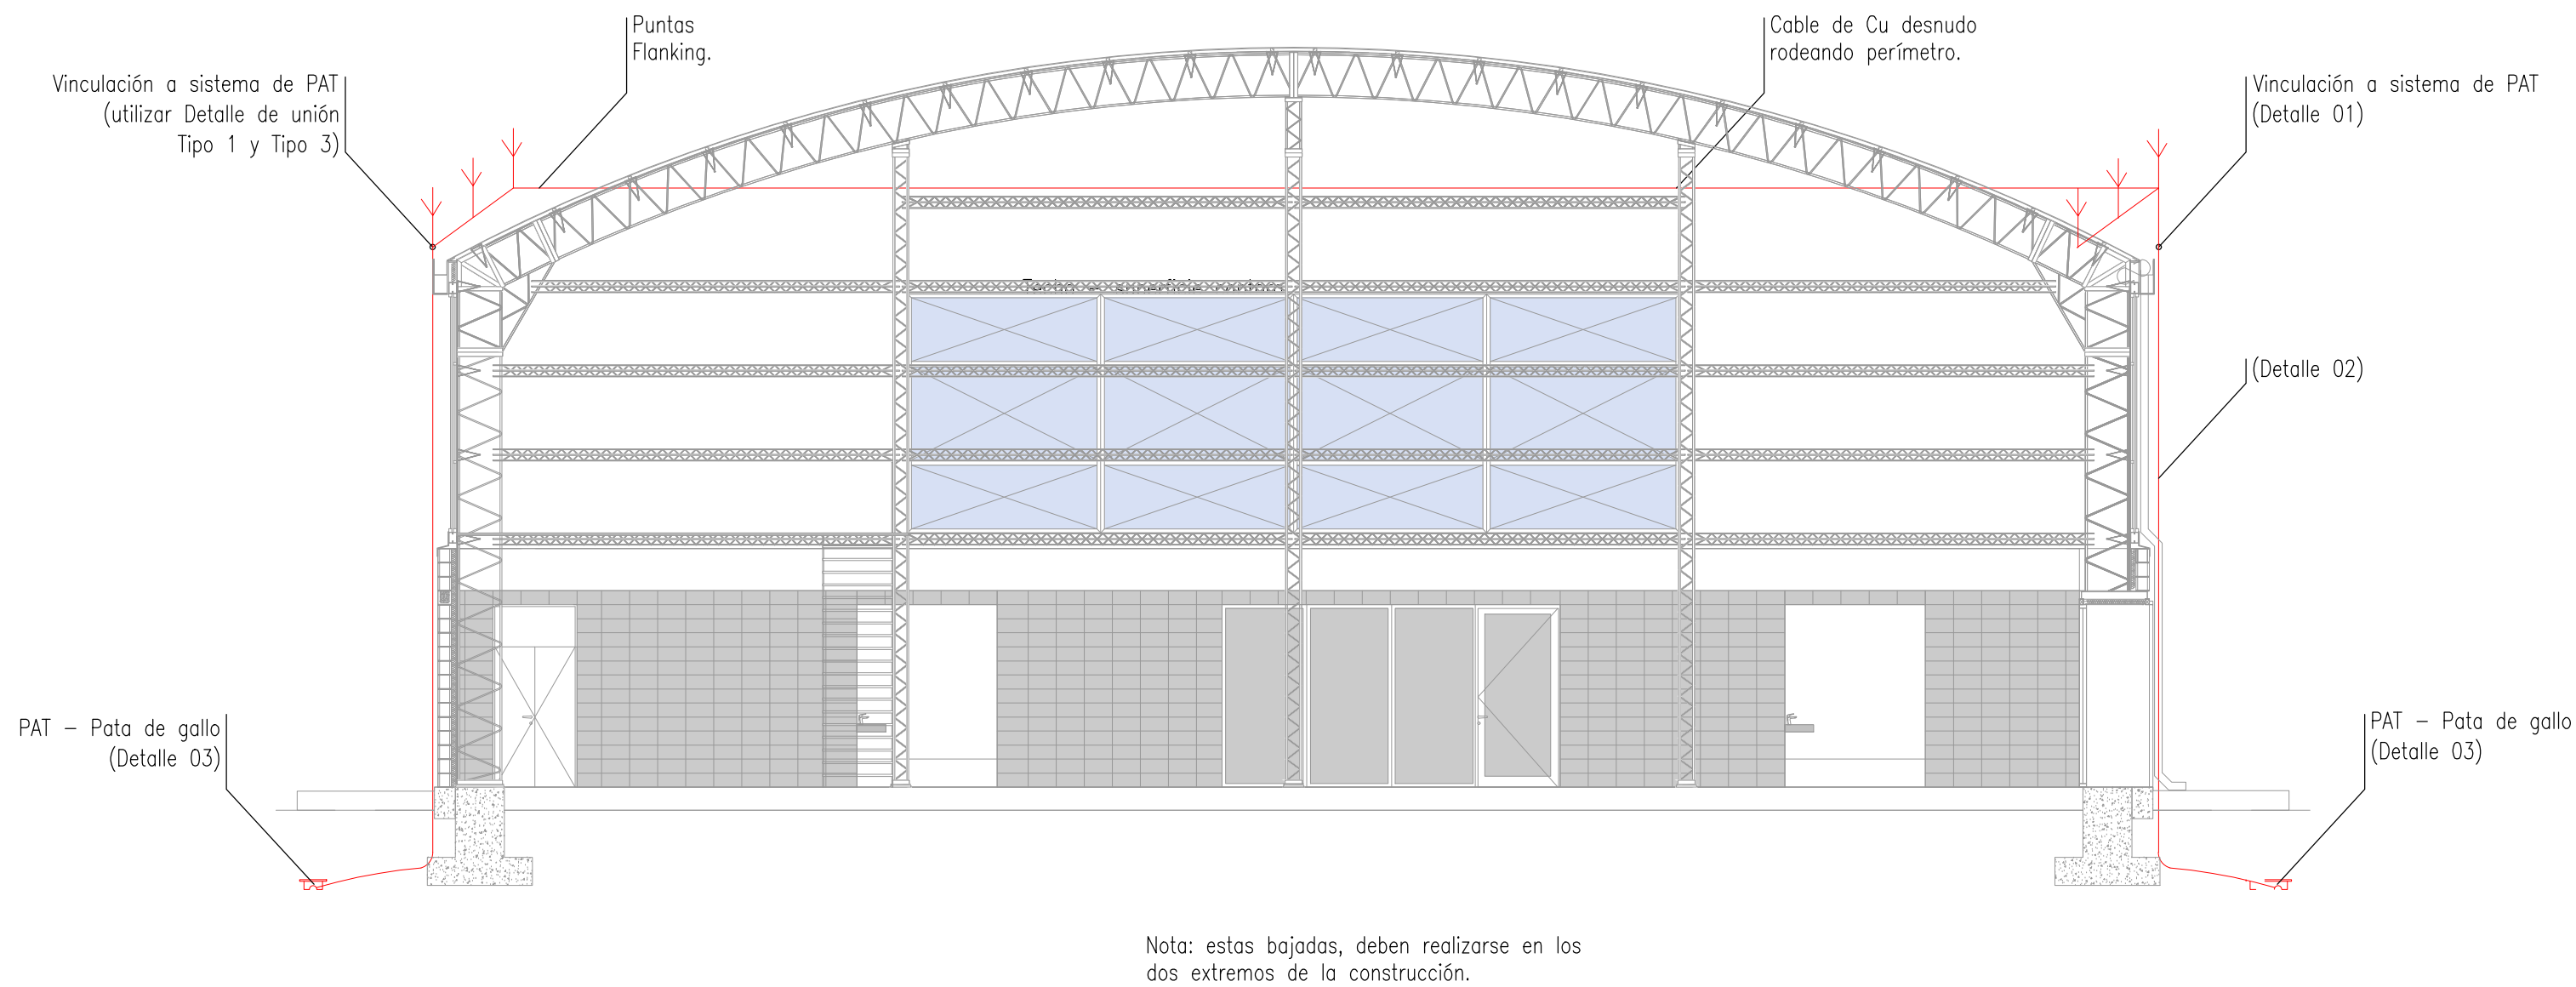 Puntas
Flanking.
Cable de Cu desnudo
rodeando perímetro.
Vinculación a sistema de PAT
(utilizar Detalle de unión
Tipo 1 y Tipo 3)
Vinculación a sistema de PAT
(Detalle 01)
(Detalle 02)
PAT - Pata de gallo
(Detalle 03)
PAT - Pata de gallo
(Detalle 03)
Nota: estas bajadas, deben realizarse en los
dos extremos de la construcción.